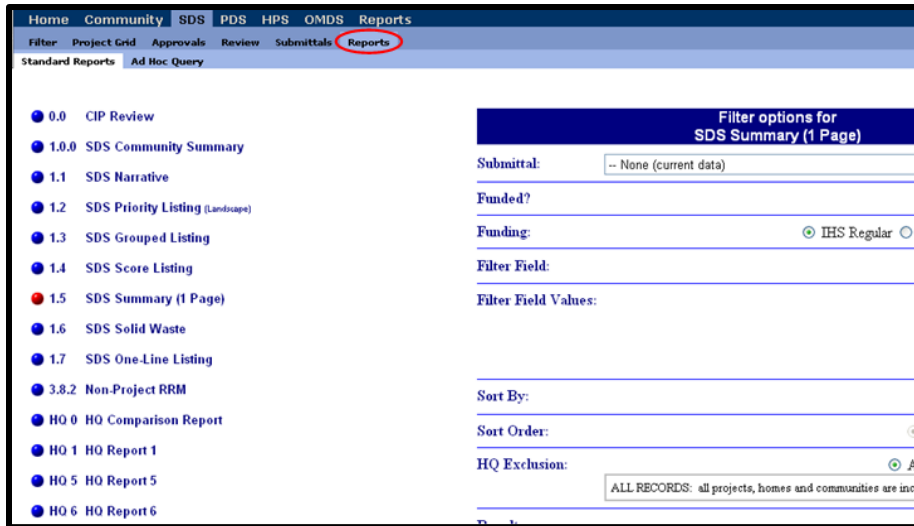 Home Community SDS PDS HPS OMDS Reports
Filter Project Grid Approvals Review Submittals Reports
Standard Reports Ad Hoc Query
0.0 CIP Review
1.0.0 SDS Community Summary
1.1 SDS Narrative
1.2 SDS Priority Listing (Landscape)
1.3 SDS Grouped Listing
1.4 SDS Score Listing
1.5 SDS Summary (1 Page)
1.6 SDS Solid Waste
1.7 SDS One-Line Listing
3.8.2 Non-Project RRM
HQ 0 HQ Comparison Report
HQ 1 HQ Report 1
HQ 5 HQ Report 5
HQ 6 HQ Report 6
Filter options for
SDS Summary (1 Page)
Submittal: -- None (current data)
Funded?
Funding: IHS Regular
Filter Field:
Filter Field Values:
Sort By:
Sort Order:
HQ Exclusion: A
ALL RECORDS: all projects, homes and communities are inc